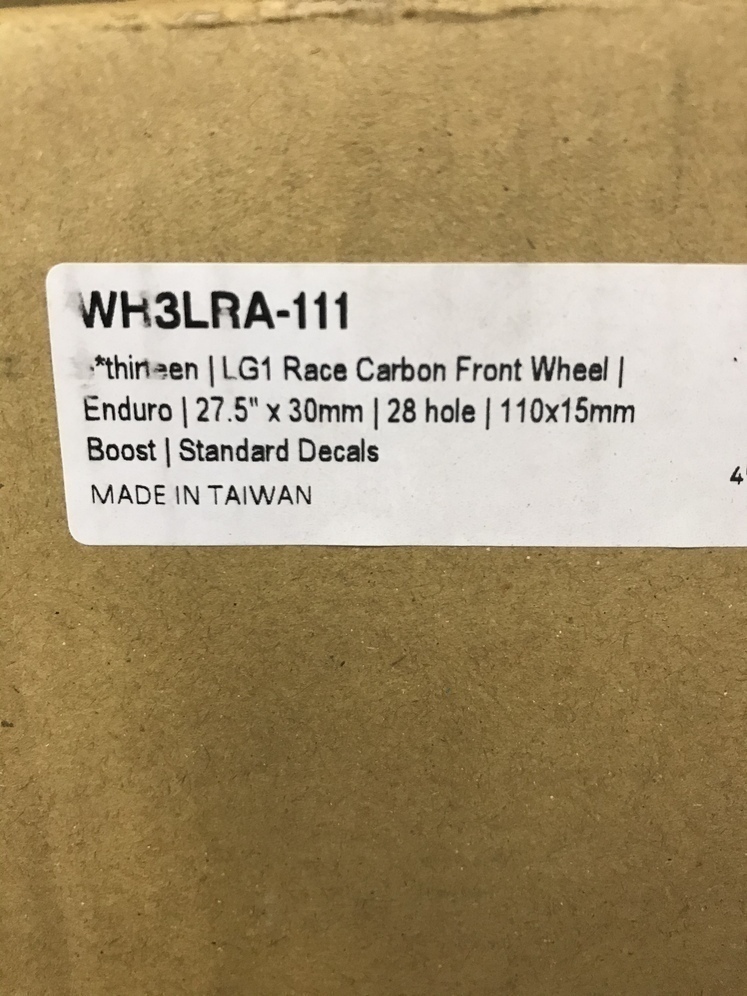 WH3LRA-111
| LG1 Race Carbon Front Wheel |
Enduro | 27.5" x 30mm | 28 hole | 110x15mm
Boost | Standard Decals
MADE IN TAIWAN